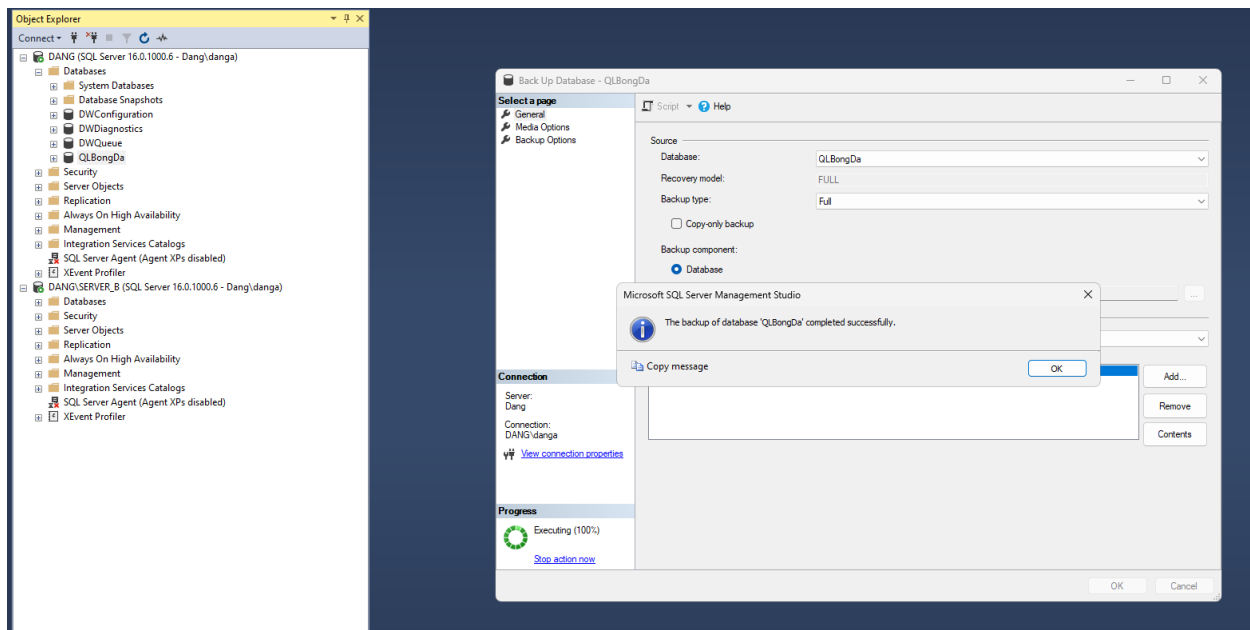 Object Explorer
Connect
DANG (SQL Server 16.0.1000.6 - Dang\danga)
Databases
System Databases
Database Snapshots
DWConfiguration
DWDiagnostics
DWQueue
QLBongDa
Security
Server Objects
Replication
Always On High Availability
Management
Integration Services Catalogs
SQL Server Agent (Agent XPs disabled)
XEvent Profiler
DANG\SERVER_B (SQL Server 16.0.1000.6 - Dang\danga)
Databases
Security
Server Objects
Replication
Always On High Availability
Management
Integration Services Catalogs
SQL Server Agent (Agent XPs disabled)
XEvent Profiler
Back Up Database - QLBongDa
Select a page
General
Media Options
Backup Options
Script
Help
Source
Database:
QLBongDa
Recovery model:
FULL
Backup type:
Full
Copy-only backup
Backup component:
Database
...
Microsoft SQL Server Management Studio
The backup of database 'QLBongDa' completed successfully.
Copy message
OK
Add...
Remove
Contents
Connection
Server:
Dang
Connection:
DANG\danga
View connection properties
Progress
Executing (100%)
Stop action now
OK
Cancel